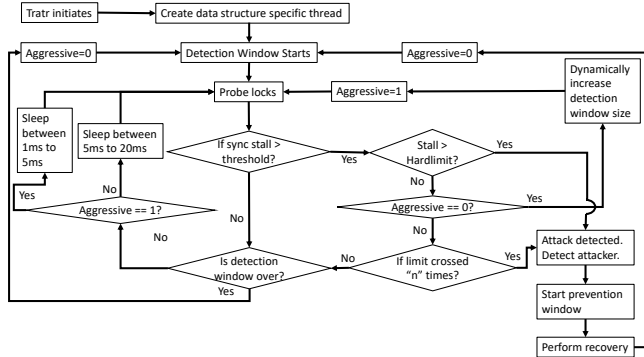 Tratr initiates
Create data structure specific thread
Aggressive=0
Detection Window Starts
Aggressive=0
Dynamically
increase
detection
window size
Probe locks
Aggressive=1
Sleep
between
1ms to
5ms
Sleep between
5ms to 20ms
If sync stall >
threshold?
Yes
Stall >
Hardlimit?
Yes
No
No
Yes
Aggressive == 1?
No
Aggressive == 0?
Yes
No
No
Is detection
window over?
No
If limit crossed
“n” times?
Yes
Attack detected.
Detect attacker.
Yes
Start prevention
window
Perform recovery